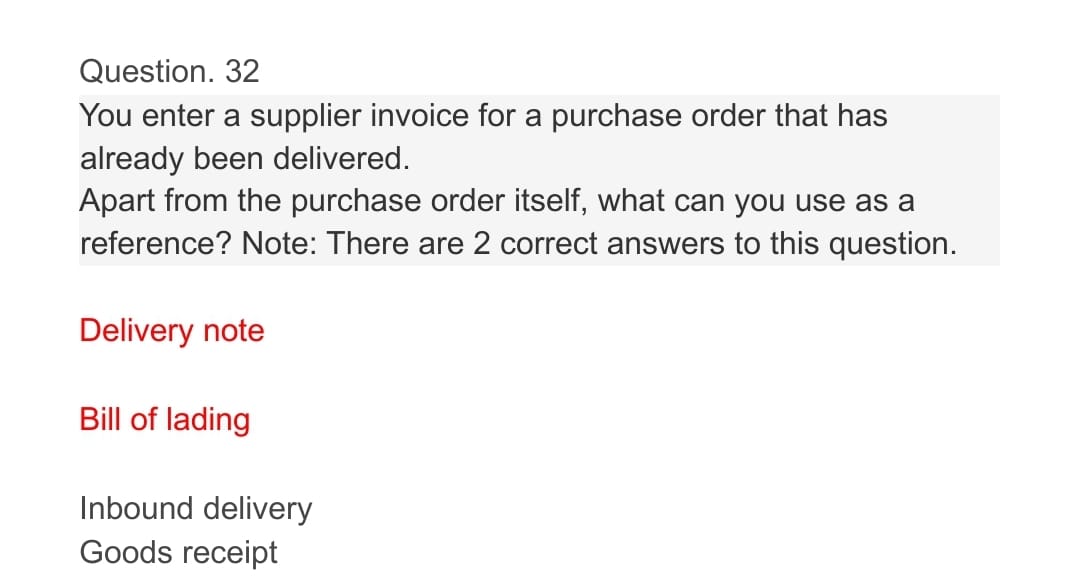 Question. 32
You enter a supplier invoice for a purchase order that has
already been delivered.
Apart from the purchase order itself, what can you use as a
reference? Note: There are 2 correct answers to this question.
Delivery note
Bill of lading
Inbound delivery
Goods receipt